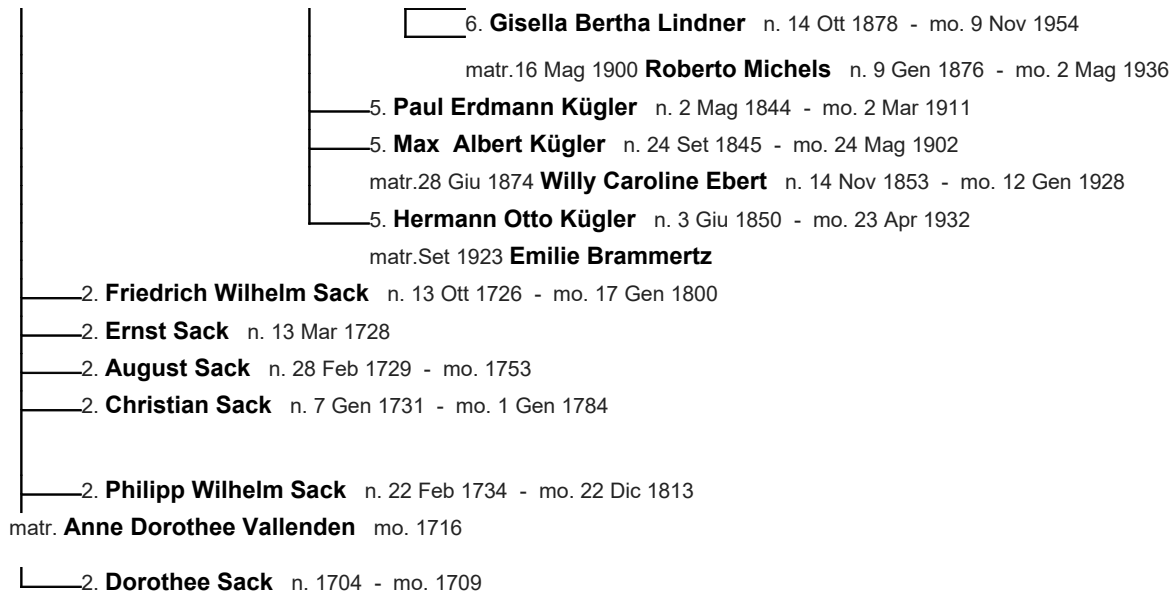 6. Gisella Bertha Lindner n. 14 Ott 1878 - mo. 9 Nov 1954
matr.16 Mag 1900 Roberto Michels n. 9 Gen 1876 - mo. 2 Mag 1936
5. Paul Erdmann Kügler n. 2 Mag 1844 - mo. 2 Mar 1911
5. Max Albert Kügler n. 24 Set 1845 - mo. 24 Mag 1902
matr.28 Giu 1874 Willy Caroline Ebert n. 14 Nov 1853 - mo. 12 Gen 1928
5. Hermann Otto Kügler n. 3 Giu 1850 - mo. 23 Apr 1932
matr.Set 1923 Emilie Brammertz
2. Friedrich Wilhelm Sack n. 13 Ott 1726 - mo. 17 Gen 1800
2. Ernst Sack n. 13 Mar 1728
2. August Sack n. 28 Feb 1729 - mo. 1753
2. Christian Sack n. 7 Gen 1731 - mo. 1 Gen 1784
2. Philipp Wilhelm Sack n. 22 Feb 1734 - mo. 22 Dic 1813
matr. Anne Dorothee Vallenden mo. 1716
2. Dorothee Sack n. 1704 - mo. 1709